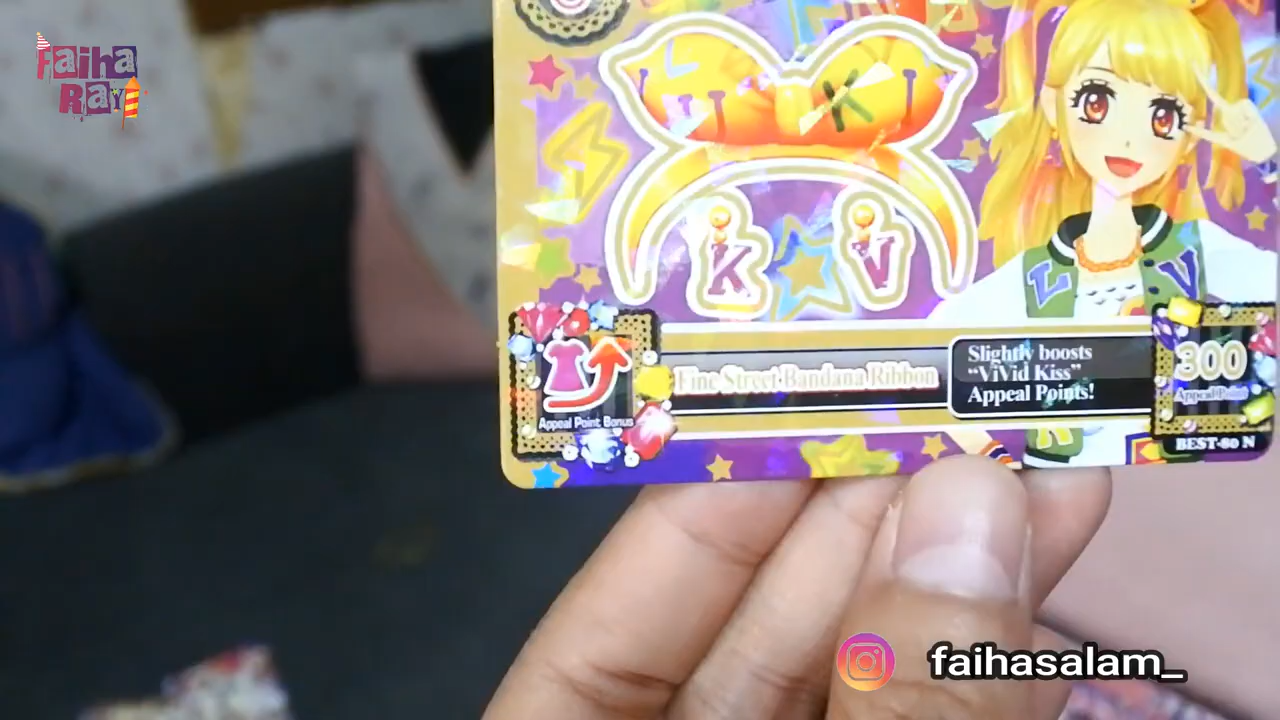 Faiha
Ray
K
K V
L V
Fine Street Bandana Ribbon
Slightly boosts
“ViVid Kiss”
Appeal Points!
300
Appeal Point
Appeal Point Bonus
BEST-80 N
faihasalam_